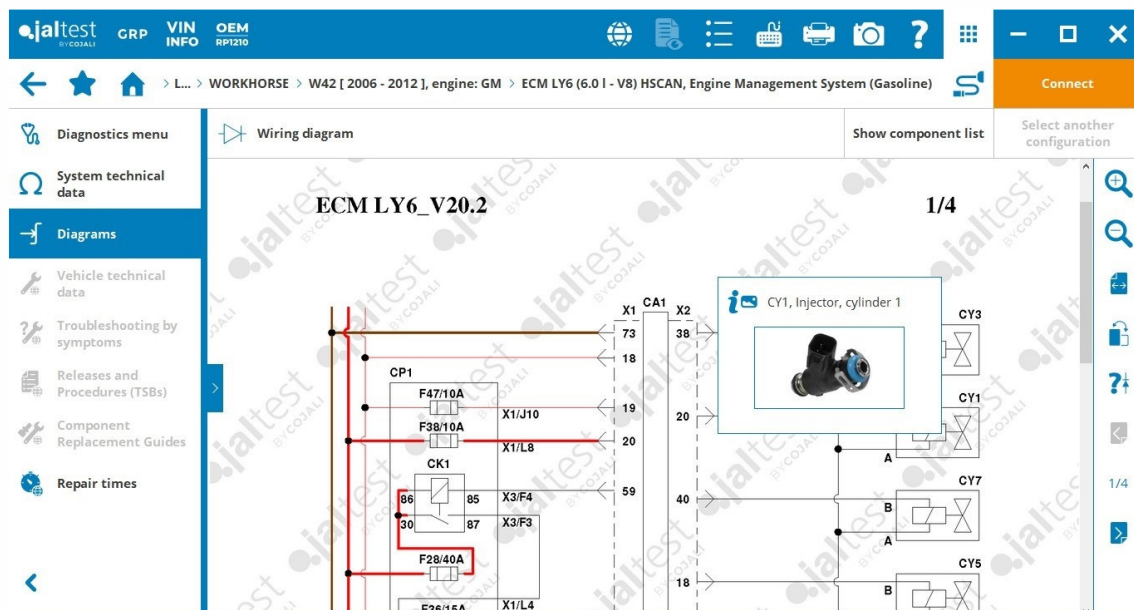 jaltest
BY COJALI
GRP
VIN
INFO
OEM
RP1210
> L... > WORKHORSE > W42 [ 2006 - 2012 ], engine: GM > ECM LY6 (6.0 l - V8) HSCAN, Engine Management System (Gasoline)
Connect
Diagnostics menu
Wiring diagram
Show component list
Select another
configuration
System technical
data
Diagrams
Vehicle technical
data
Troubleshooting by
symptoms
Releases and
Procedures (TSBs)
Component
Replacement Guides
Repair times
ECM LY6_V20.2
1/4
CY1, Injector, cylinder 1
X1 CA1 X2
73 38
18
CP1
F47/10A
X1/J10
19
20
F38/10A
X1/L8
20
CK1
86 85 X3/F4
59
40
30 87 X3/F3
F28/40A
18
F36/15A X1/L4
CY3
CY1
A
CY7
B
A
CY5
B
1/4
jaltest
BY COJALI